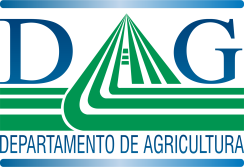 DAG
DEPARTAMENTO DE AGRICULTURA